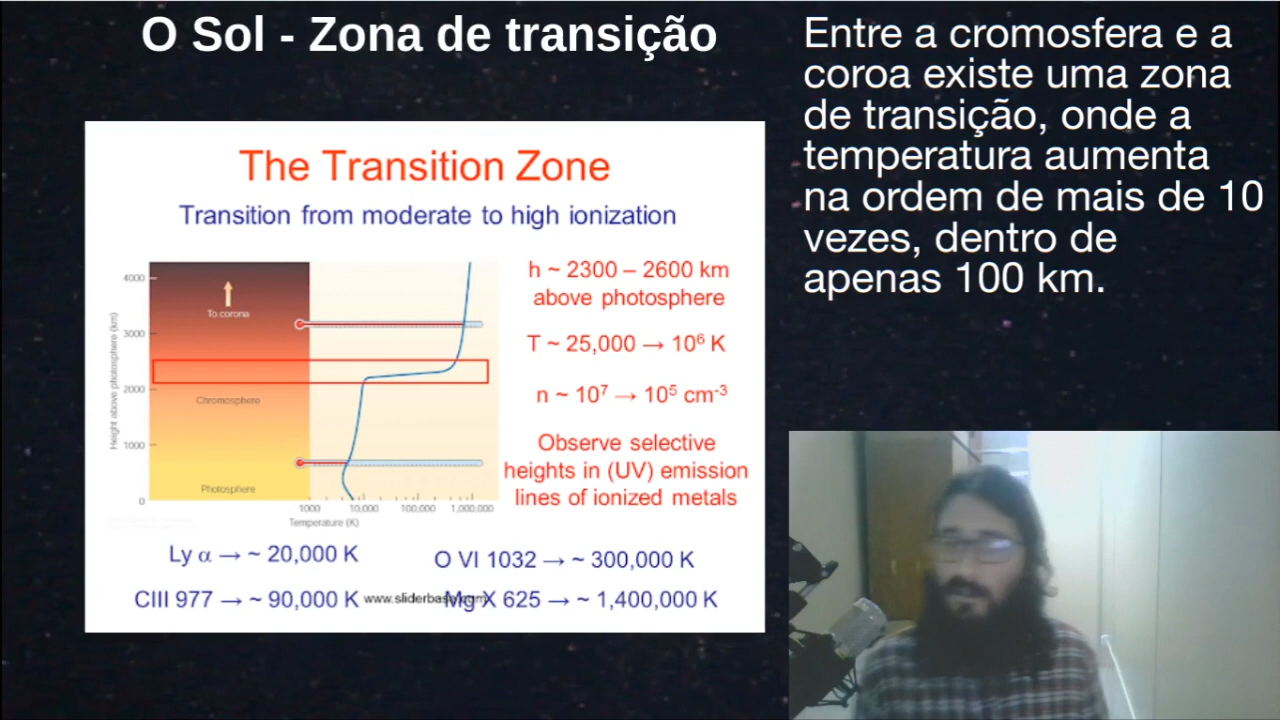 O Sol - Zona de transição
Entre a cromosfera e a
coroa existe uma zona
de transição, onde a
temperatura aumenta
na ordem de mais de 10
vezes, dentro de
apenas 100 km.
The Transition Zone
Transition from moderate to high ionization
Height above photosphere (km)
4000
3000
2000
1000
0
To corona
Chromosphere
Photosphere
1000 10,000 100,000 1,000,000
Temperature (K)
h ~ 2300 – 2600 km
above photosphere
T ~ 25,000 → 10⁶ K
n ~ 10⁷ → 10⁵ cm⁻³
Observe selective
heights in (UV) emission
lines of ionized metals
Ly α → ~ 20,000 K
O VI 1032 → ~ 300,000 K
CIII 977 → ~ 90,000 K
www.sliderbase.com
Mg X 625 → ~ 1,400,000 K